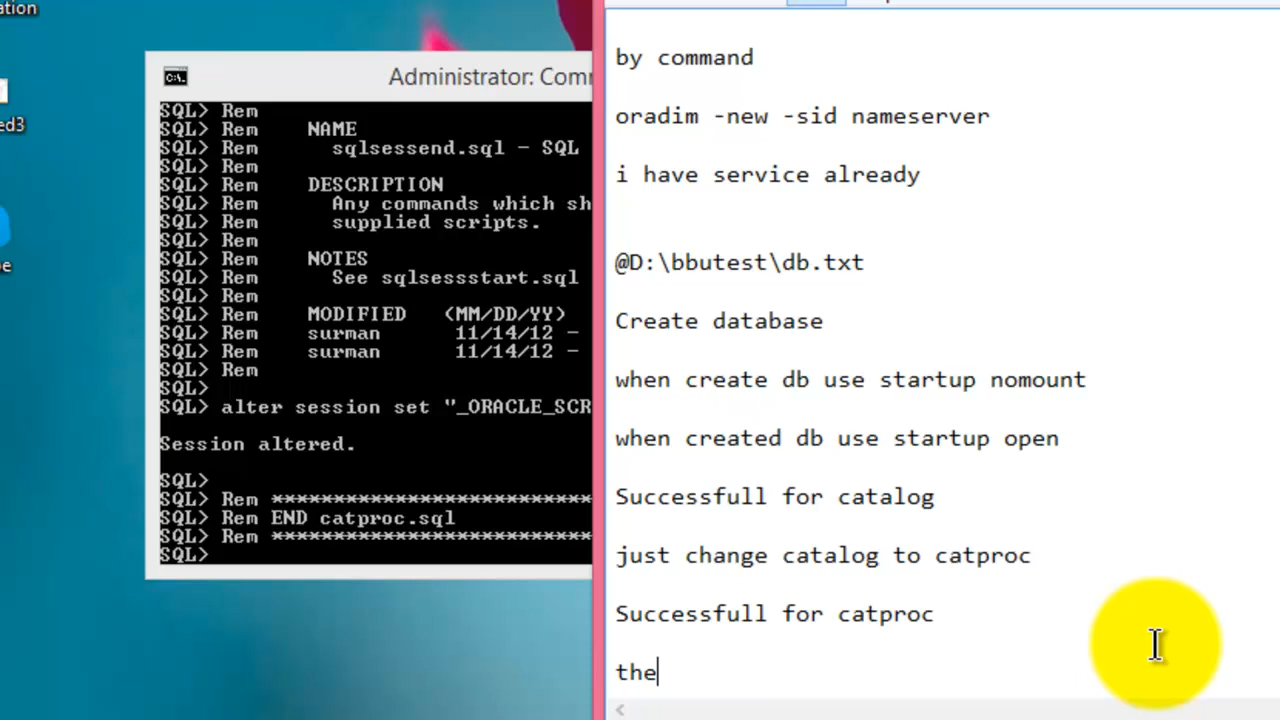 ation
ed3
e
Administrator: Com
SQL> Rem
SQL> Rem NAME
SQL> Rem sqlsessend.sql - SQL
SQL> Rem
SQL> Rem DESCRIPTION
SQL> Rem Any commands which sh
SQL> Rem supplied scripts.
SQL> Rem
SQL> Rem NOTES
SQL> Rem See sqlsessstart.sql
SQL> Rem
SQL> Rem MODIFIED (MM/DD/YY)
SQL> Rem surman 11/14/12 -
SQL> Rem surman 11/14/12 -
SQL> Rem
SQL>
SQL> alter session set "_ORACLE_SCR
Session altered.
SQL>
SQL> Rem ***************************
SQL> Rem END catproc.sql
SQL> Rem ***************************
SQL>
by command
oradim -new -sid nameserver
i have service already
@D:\bbutest\db.txt
Create database
when create db use startup nomount
when created db use startup open
Successfull for catalog
just change catalog to catproc
Successfull for catproc
the